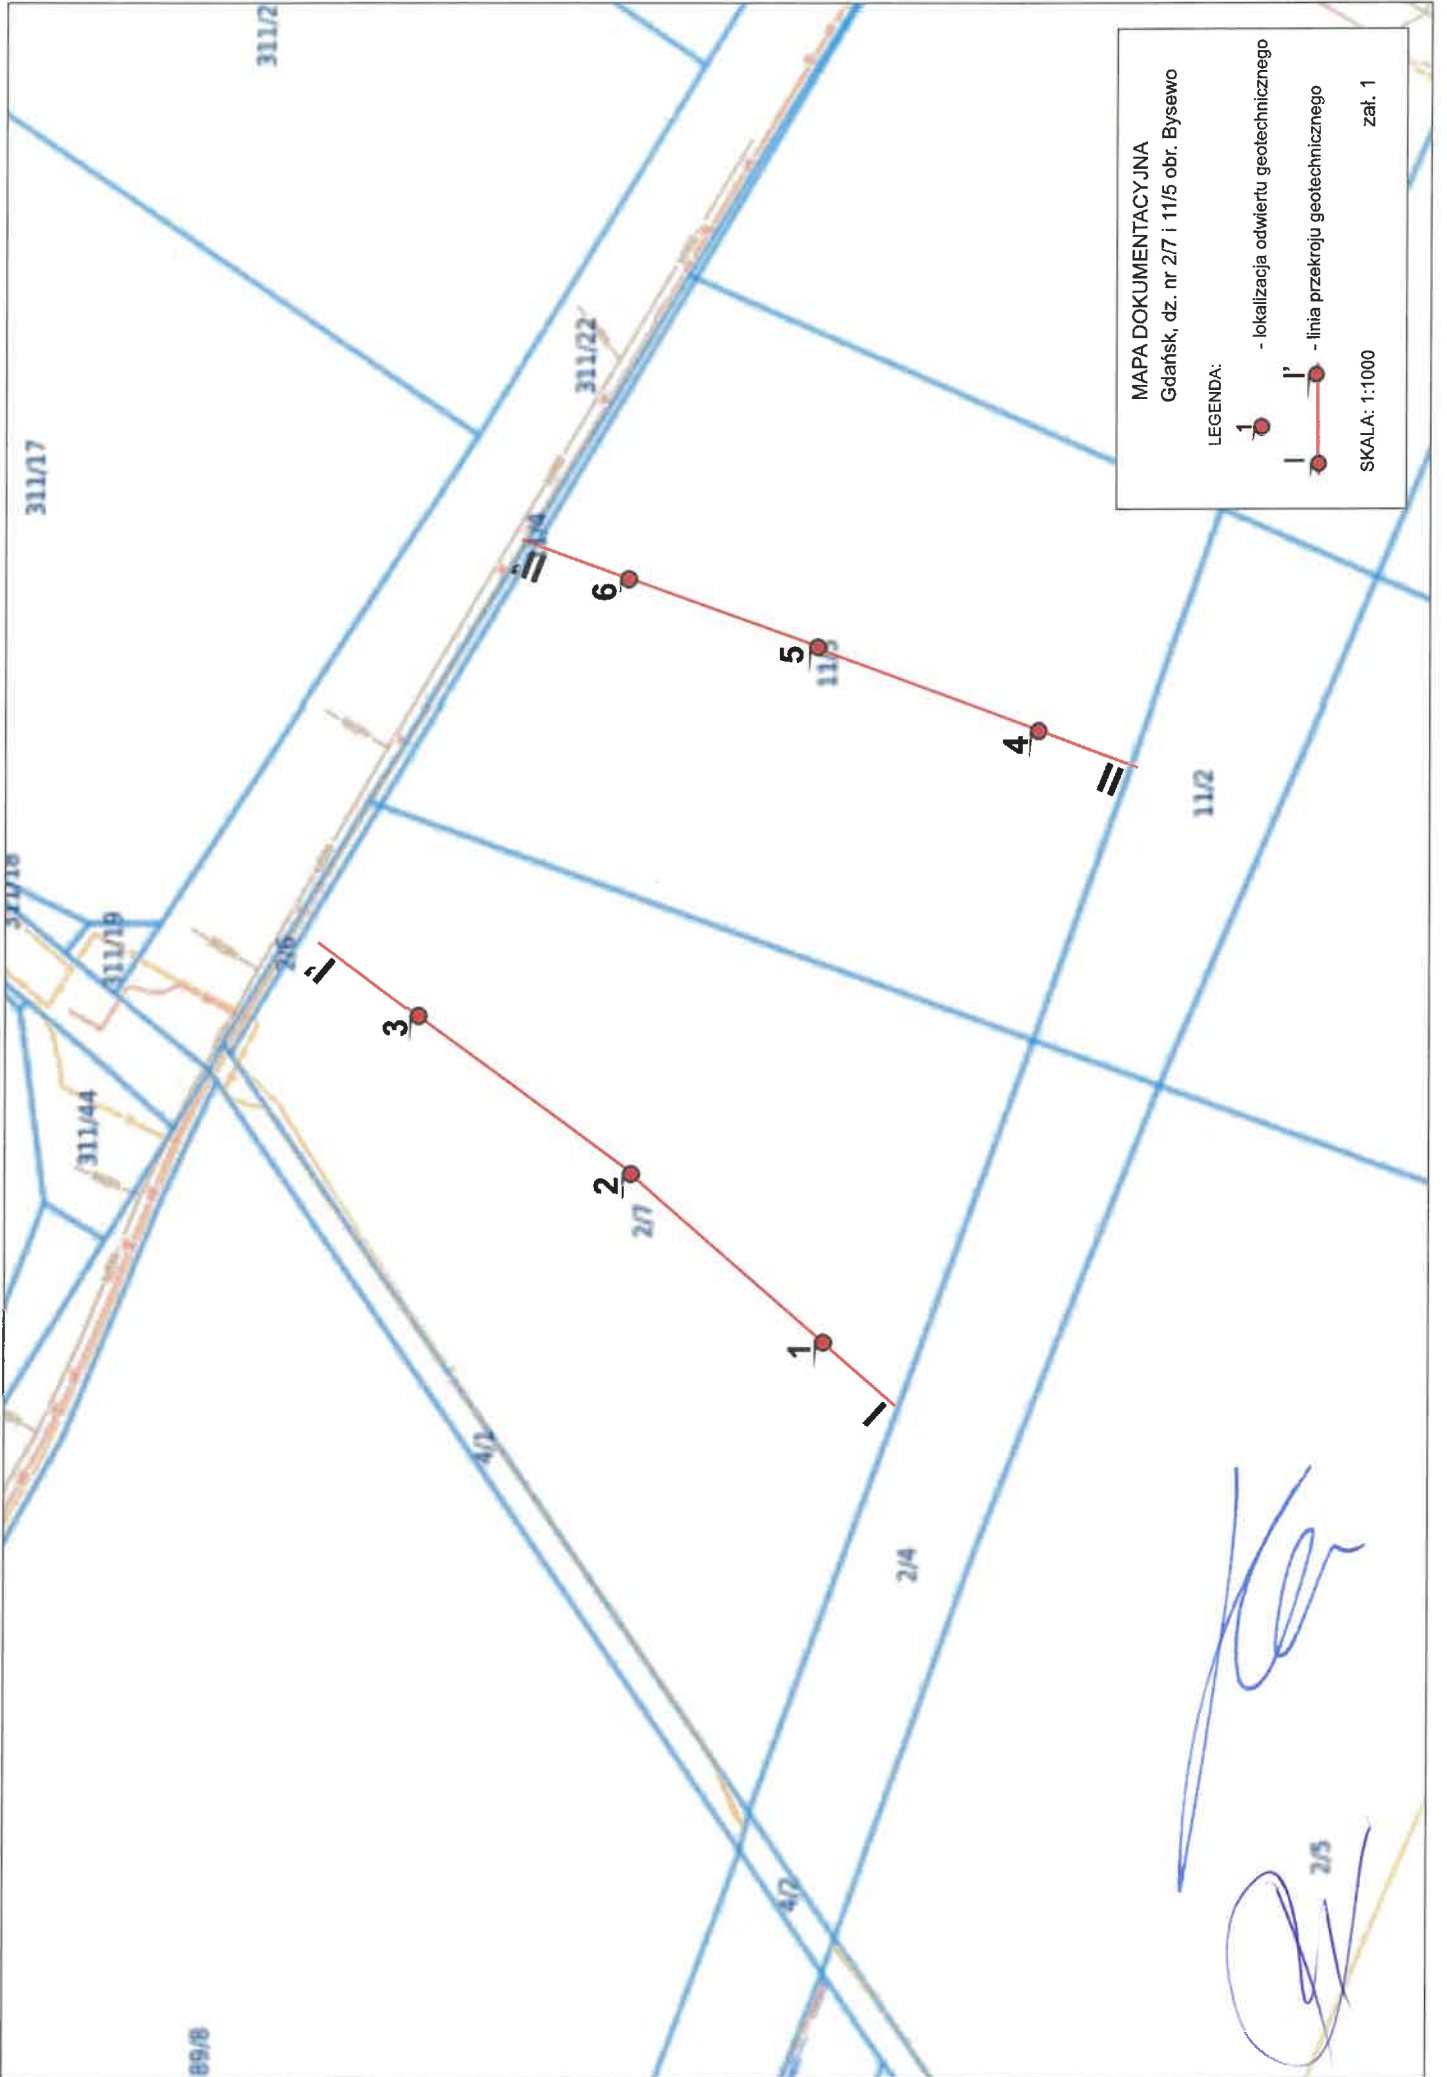 311/17
311/2
311/18
311/19
311/44
311/22
89/8
2/6
3
II'
6
I'
2
2/7
5
4
1
I
II
4/1
11/2
2/4
4/2
2/5
MAPA DOKUMENTACYJNA
Gdańsk, dz. nr 2/7 i 11/5 obr. Bysewo
LEGENDA:
1 - lokalizacja odwiertu geotechnicznego
I I' - linia przekroju geotechnicznego
SKALA: 1:1000 zał. 1